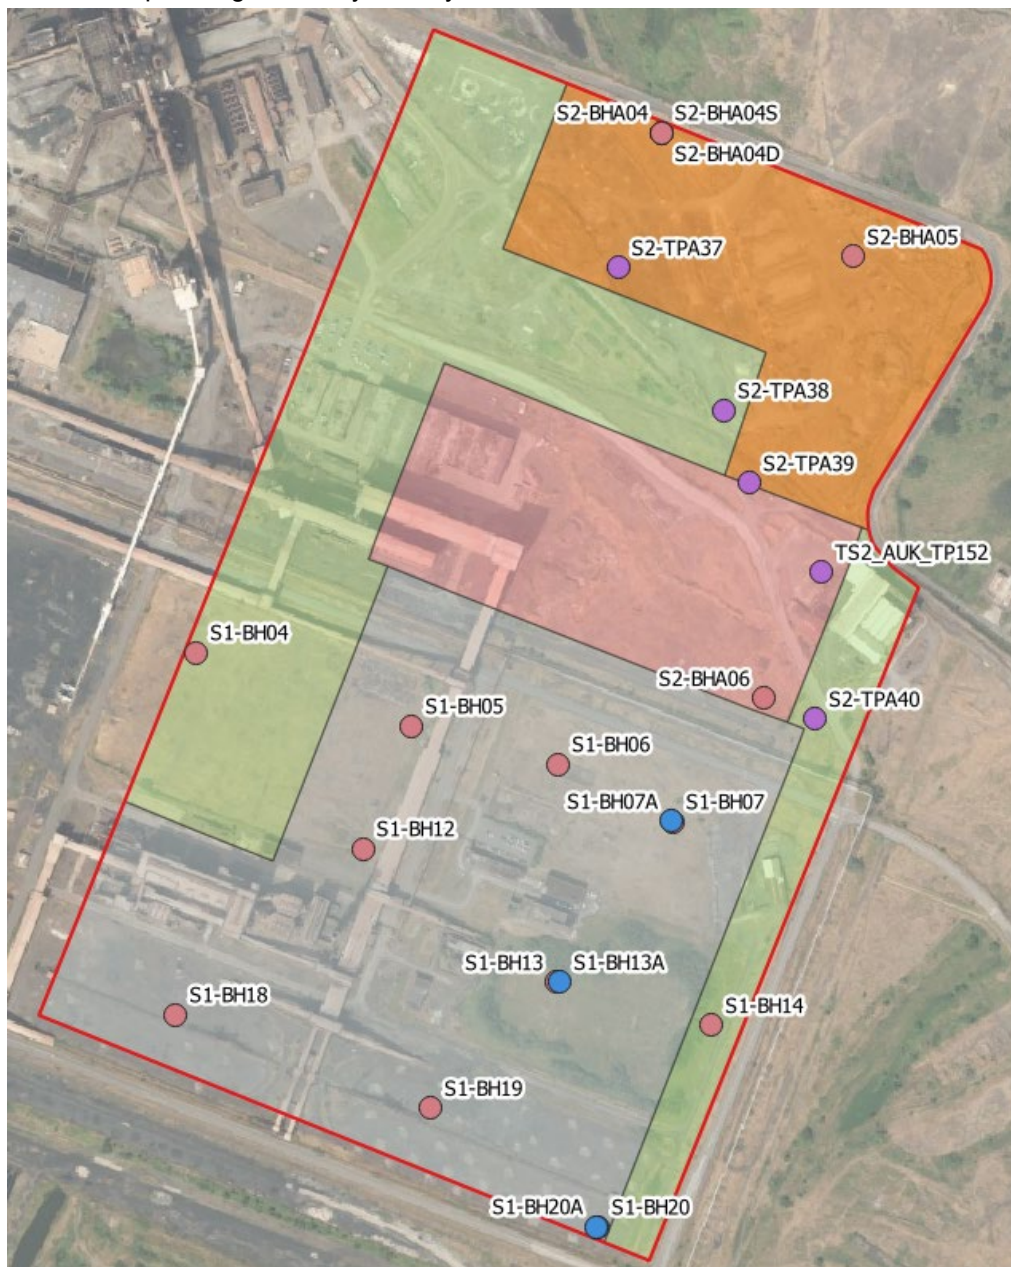 S2-BHA04 S2-BHA04S
S2-BHA04D
S2-BHA05
S2-TPA37
S2-TPA38
S2-TPA39
TS2_AUK_TP152
S1-BH04
S2-BHA06
S2-TPA40
S1-BH05
S1-BH06
S1-BH07A S1-BH07
S1-BH12
S1-BH13 S1-BH13A
S1-BH18
S1-BH14
S1-BH19
S1-BH20A S1-BH20